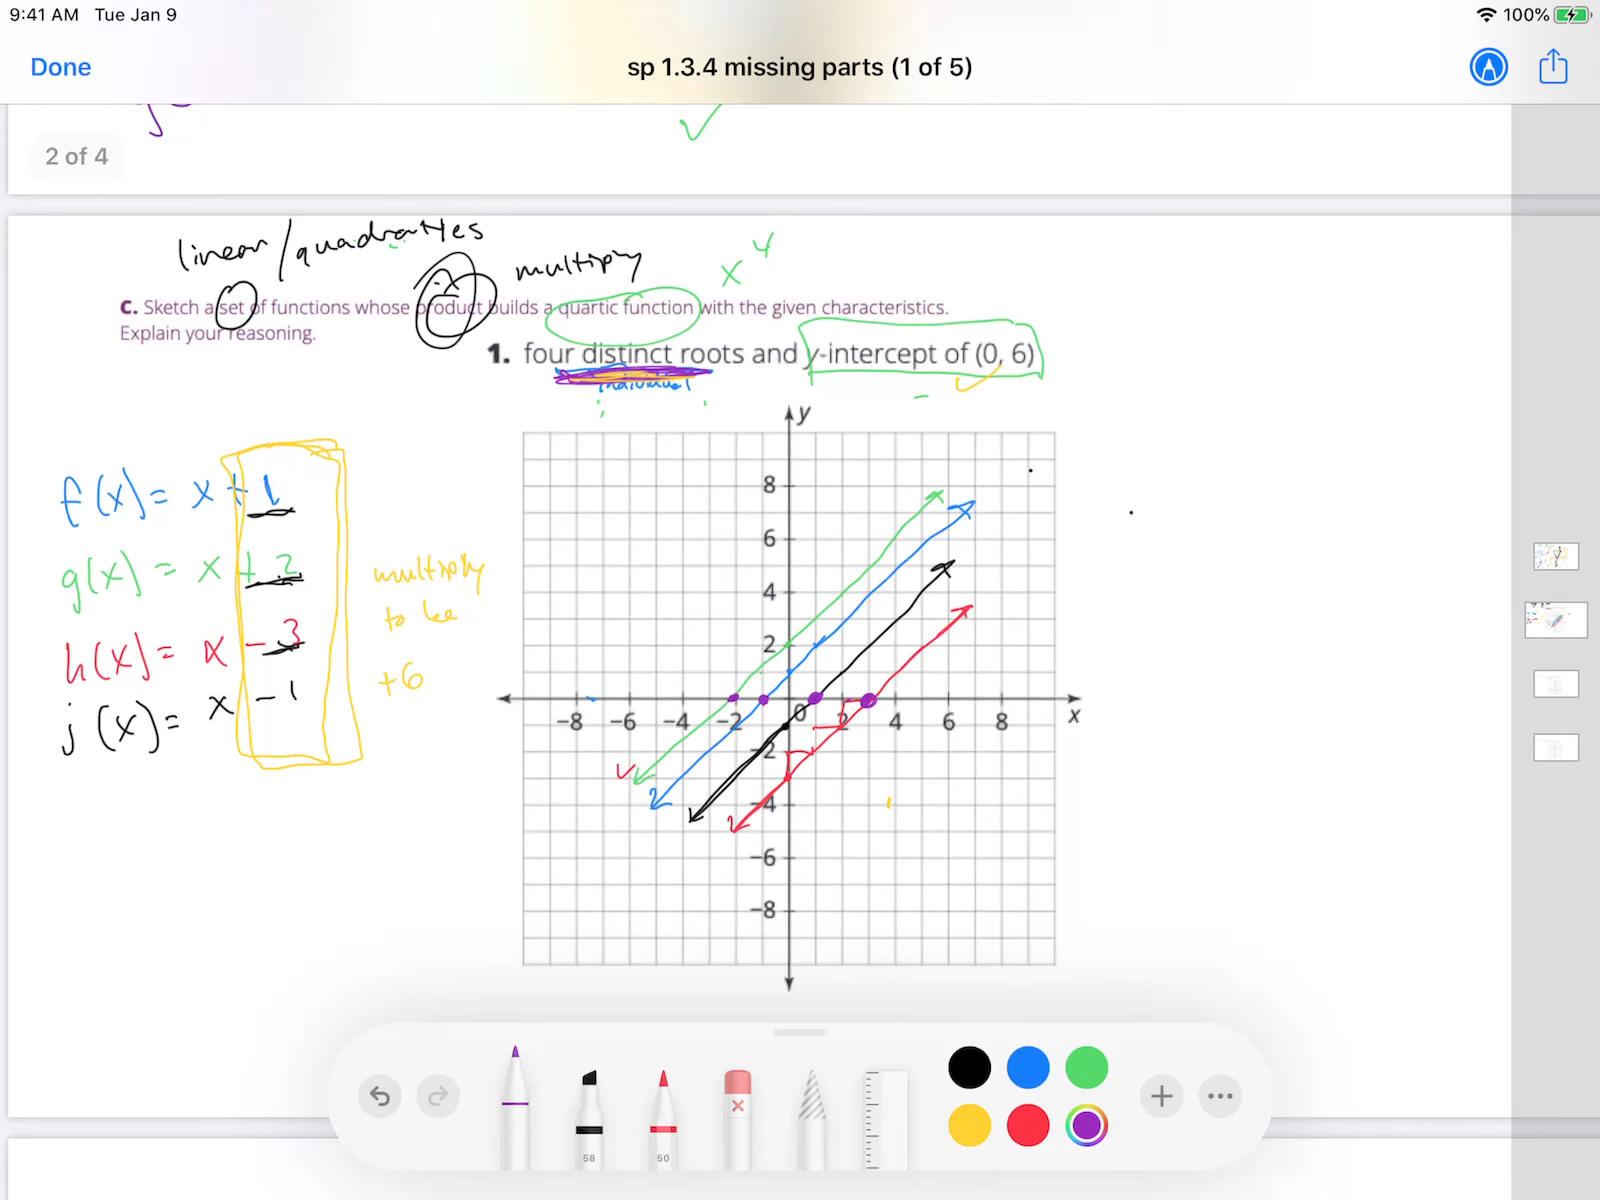 9:41 AM Tue Jan 9
100%
Done
sp 1.3.4 missing parts (1 of 5)
2 of 4
linear/quadratics
multiply
x⁴
C. Sketch a set of functions whose product builds a quartic function with the given characteristics.
Explain your reasoning.
1. four distinct roots and y-intercept of (0, 6)
individual
f(x) = x + 1
g(x) = x + 2
h(x) = x - 3
j(x) = x - 1
multiply
to be
+6
y
8
6
4
2
-8 -6 -4 -2 0 2 4 6 8 x
-2
-4
-6
-8
58
50